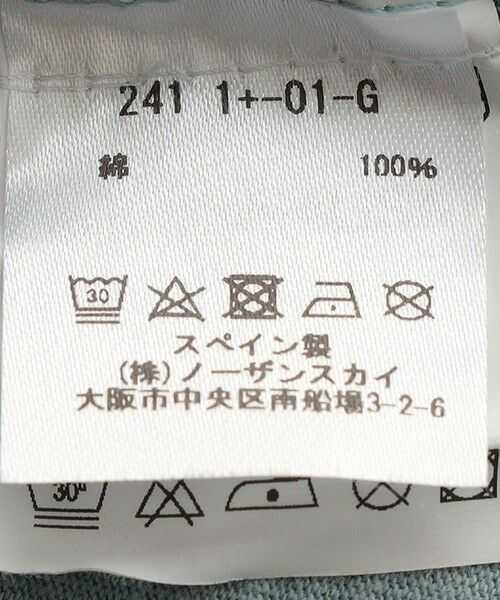 241 1+-01-G
綿 100%
30
スペイン製
(株)ノーザンスカイ
大阪市中央区南船場3-2-6
30°